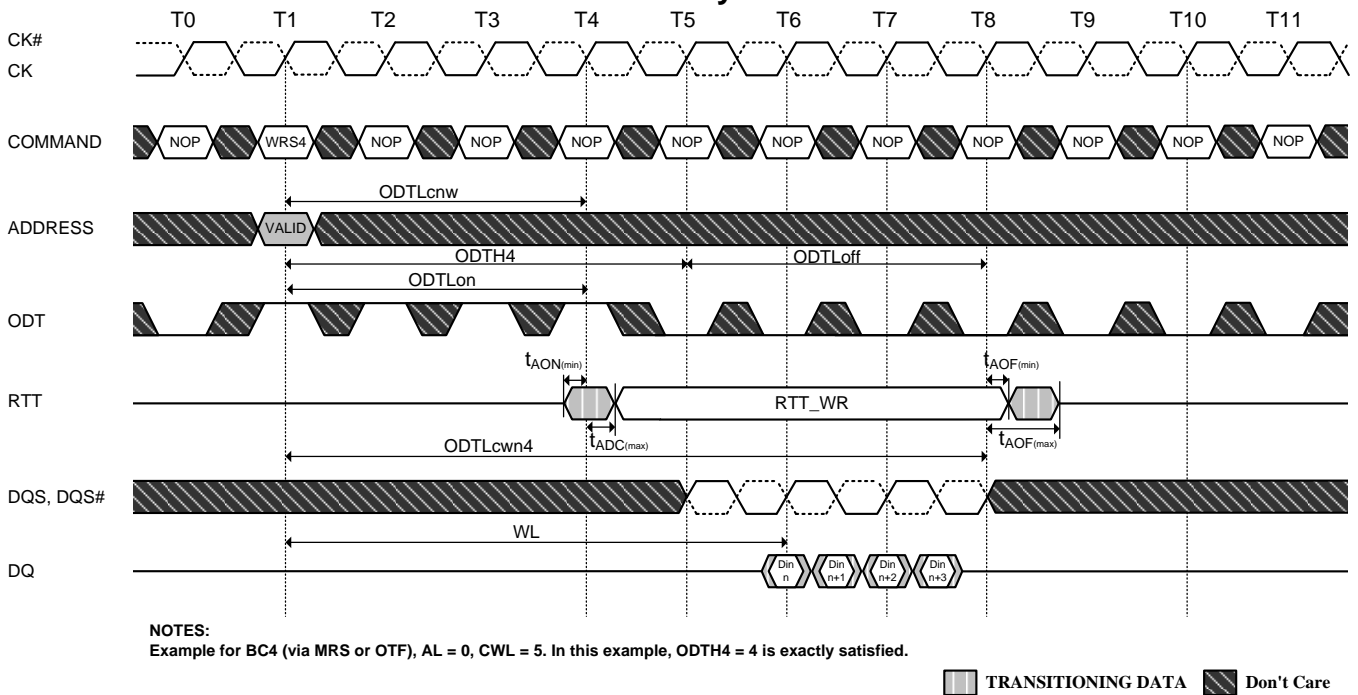 T0 T1 T2 T3 T4 T5 T6 T7 T8 T9 T10 T11
CK#
CK
COMMAND NOP WRS4 NOP NOP NOP NOP NOP NOP NOP NOP NOP NOP
ODTLcnw
ADDRESS VALID
ODTH4 ODTLoff
ODTLon
ODT
tAON(min) tAOF(min)
RTT RTT_WR
tADC(max) tAOF(max)
ODTLcwn4
DQS, DQS#
WL
DQ Din n Din n+1 Din n+2 Din n+3
NOTES:
Example for BC4 (via MRS or OTF), AL = 0, CWL = 5. In this example, ODTH4 = 4 is exactly satisfied.
TRANSITIONING DATA Don't Care